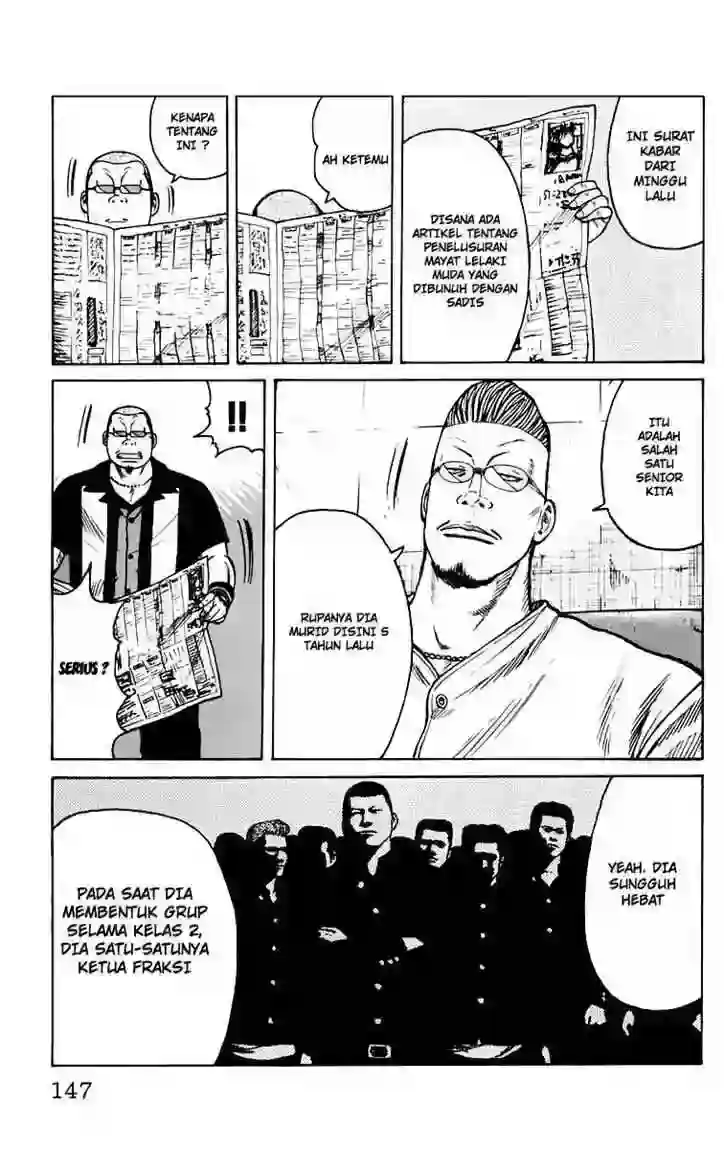 INI SURAT
KABAR
DARI
MINGGU
LALU
DISANA ADA
ARTIKEL TENTANG
PENELUSURAN
MAYAT LELAKI
MUDA YANG
DIBUNUH DENGAN
SADIS
AH KETEMU
KENAPA
TENTANG
INI ?
ITU
ADALAH
SALAH
SATU
SENIOR
KITA
RUPANYA DIA
MURID DISINI 5
TAHUN LALU
!!
SERIUS ?
YEAH. DIA
SUNGGUH
HEBAT
PADA SAAT DIA
MEMBENTUK GRUP
SELAMA KELAS 2,
DIA SATU-SATUNYA
KETUA FRAKSI
147